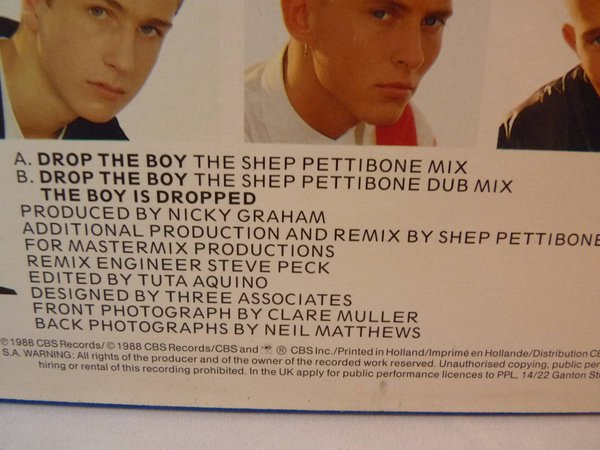 A. DROP THE BOY THE SHEP PETTIBONE MIX
B. DROP THE BOY THE SHEP PETTIBONE DUB MIX
THE BOY IS DROPPED
PRODUCED BY NICKY GRAHAM
ADDITIONAL PRODUCTION AND REMIX BY SHEP PETTIBONE
FOR MASTERMIX PRODUCTIONS
REMIX ENGINEER STEVE PECK
EDITED BY TUTA AQUINO
DESIGNED BY THREE ASSOCIATES
FRONT PHOTOGRAPH BY CLARE MULLER
BACK PHOTOGRAPHS BY NEIL MATTHEWS
℗ 1988 CBS Records/© 1988 CBS Records/CBS and ® CBS Inc./Printed in Holland/Imprimé en Hollande/Distribution
S.A. WARNING: All rights of the producer and of the owner of the recorded work reserved. Unauthorised copying, public
hiring or rental of this recording prohibited. In the UK apply for public performance licences to PPL, 14/22 Ganton